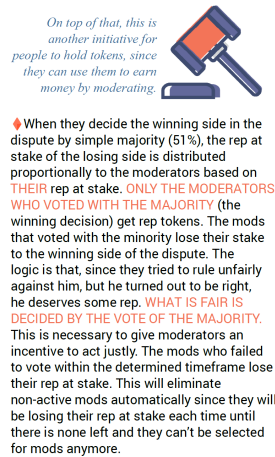 On top of that, this is
another initiative for
people to hold tokens, since
they can use them to earn
money by moderating.
When they decide the winning side in the
dispute by simple majority (51%), the rep at
stake of the losing side is distributed
proportionally to the moderators based on
THEIR rep at stake. ONLY THE MODERATORS
WHO VOTED WITH THE MAJORITY (the
winning decision) get rep tokens. The mods
that voted with the minority lose their stake
to the winning side of the dispute. The
logic is that, since they tried to rule unfairly
against him, but he turned out to be right,
he deserves some rep. WHAT IS FAIR IS
DECIDED BY THE VOTE OF THE MAJORITY.
This is necessary to give moderators an
incentive to act justly. The mods who failed
to vote within the determined timeframe lose
their rep at stake. This will eliminate
non-active mods automatically since they will
be losing their rep at stake each time until
there is none left and they can't be selected
for mods anymore.